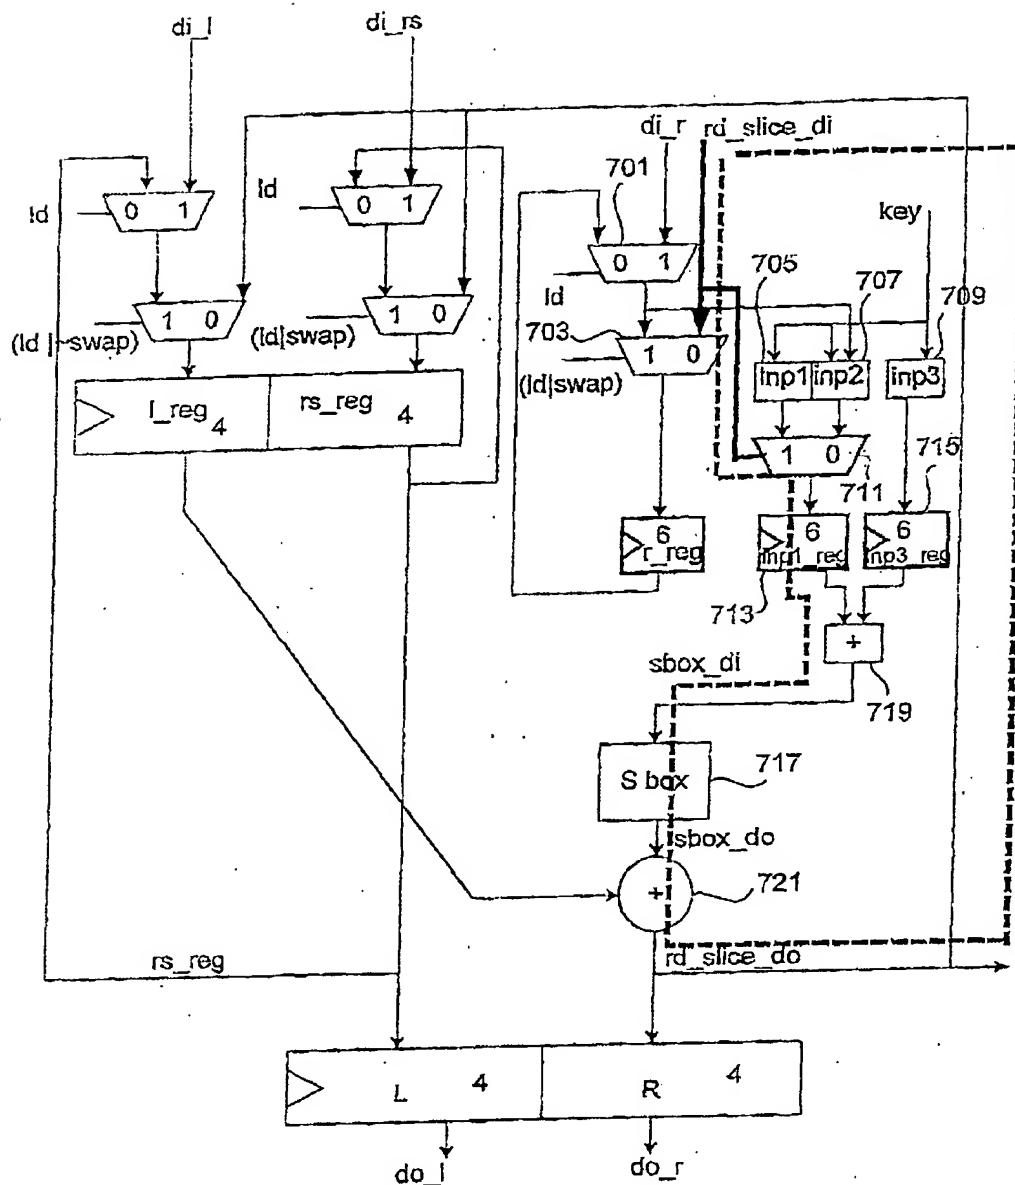 di_l
di_rs
di_r
rd_slice_di
701
ld
0 1
ld
0 1
key
0 1
705
707
709
ld
(ld | ~swap)
1 0
(ld|swap)
1 0
703
1 0
(ld|swap)
inp1
inp2
inp3
l_reg 4
rs_reg 4
1 0
711
715
6
r_reg
6
inp1_reg
6
inp3_reg
713
+
sbox_di
719
S box
717
sbox_do
+
721
rs_reg
rd_slice_do
L 4
R 4
do_l
do_r